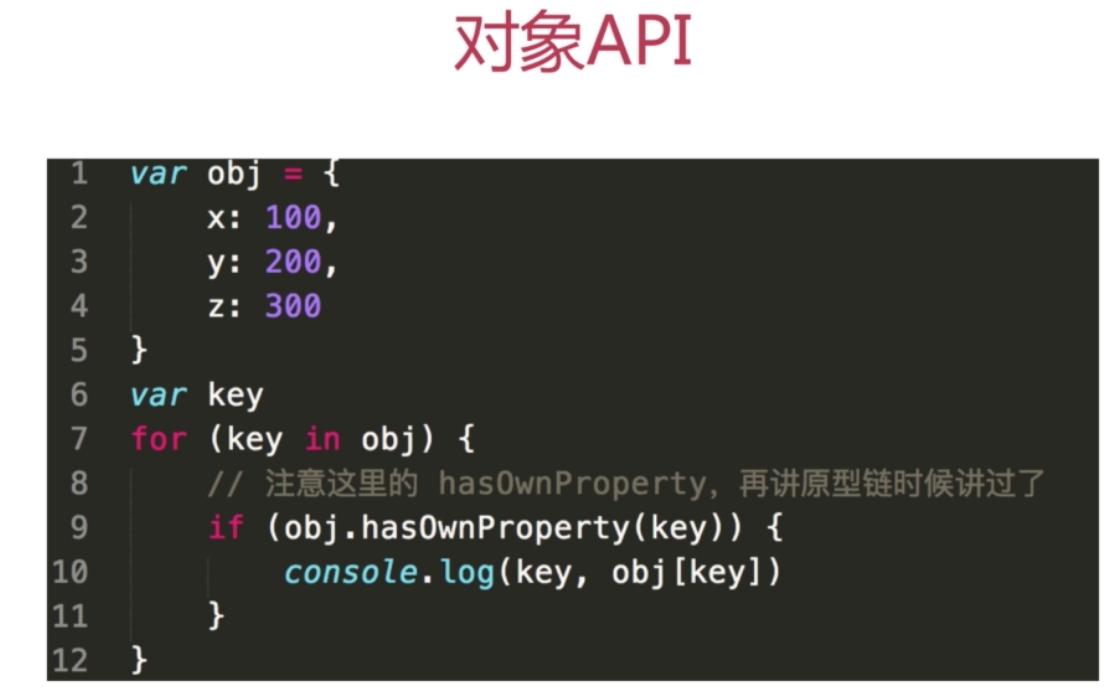 对象API
1 var obj = {
2     x: 100,
3     y: 200,
4     z: 300
5 }
6 var key
7 for (key in obj) {
8     // 注意这里的 hasOwnProperty，再讲原型链时候讲过了
9     if (obj.hasOwnProperty(key)) {
10         console.log(key, obj[key])
11     }
12 }